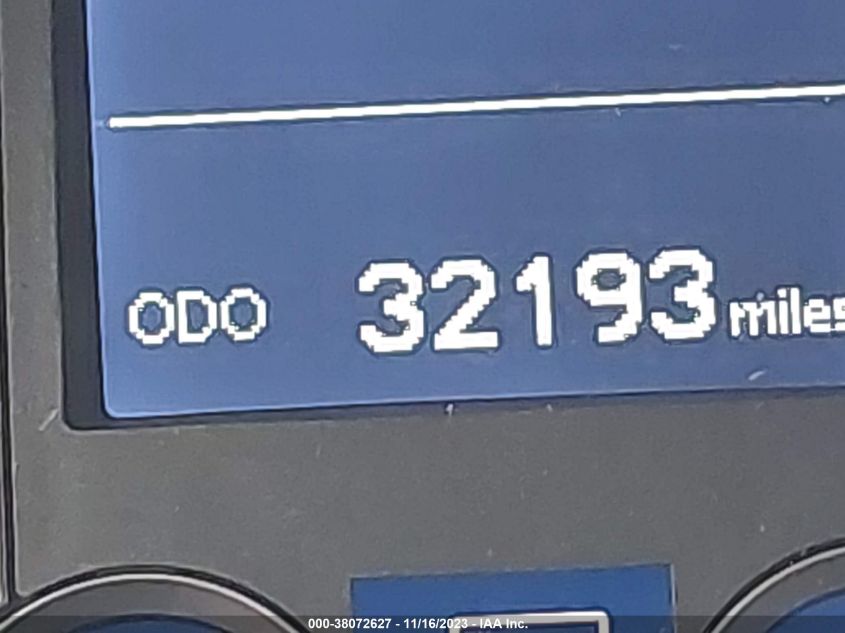 ODO 32193 miles
000-38072627 - 11/16/2023 - IAA Inc.